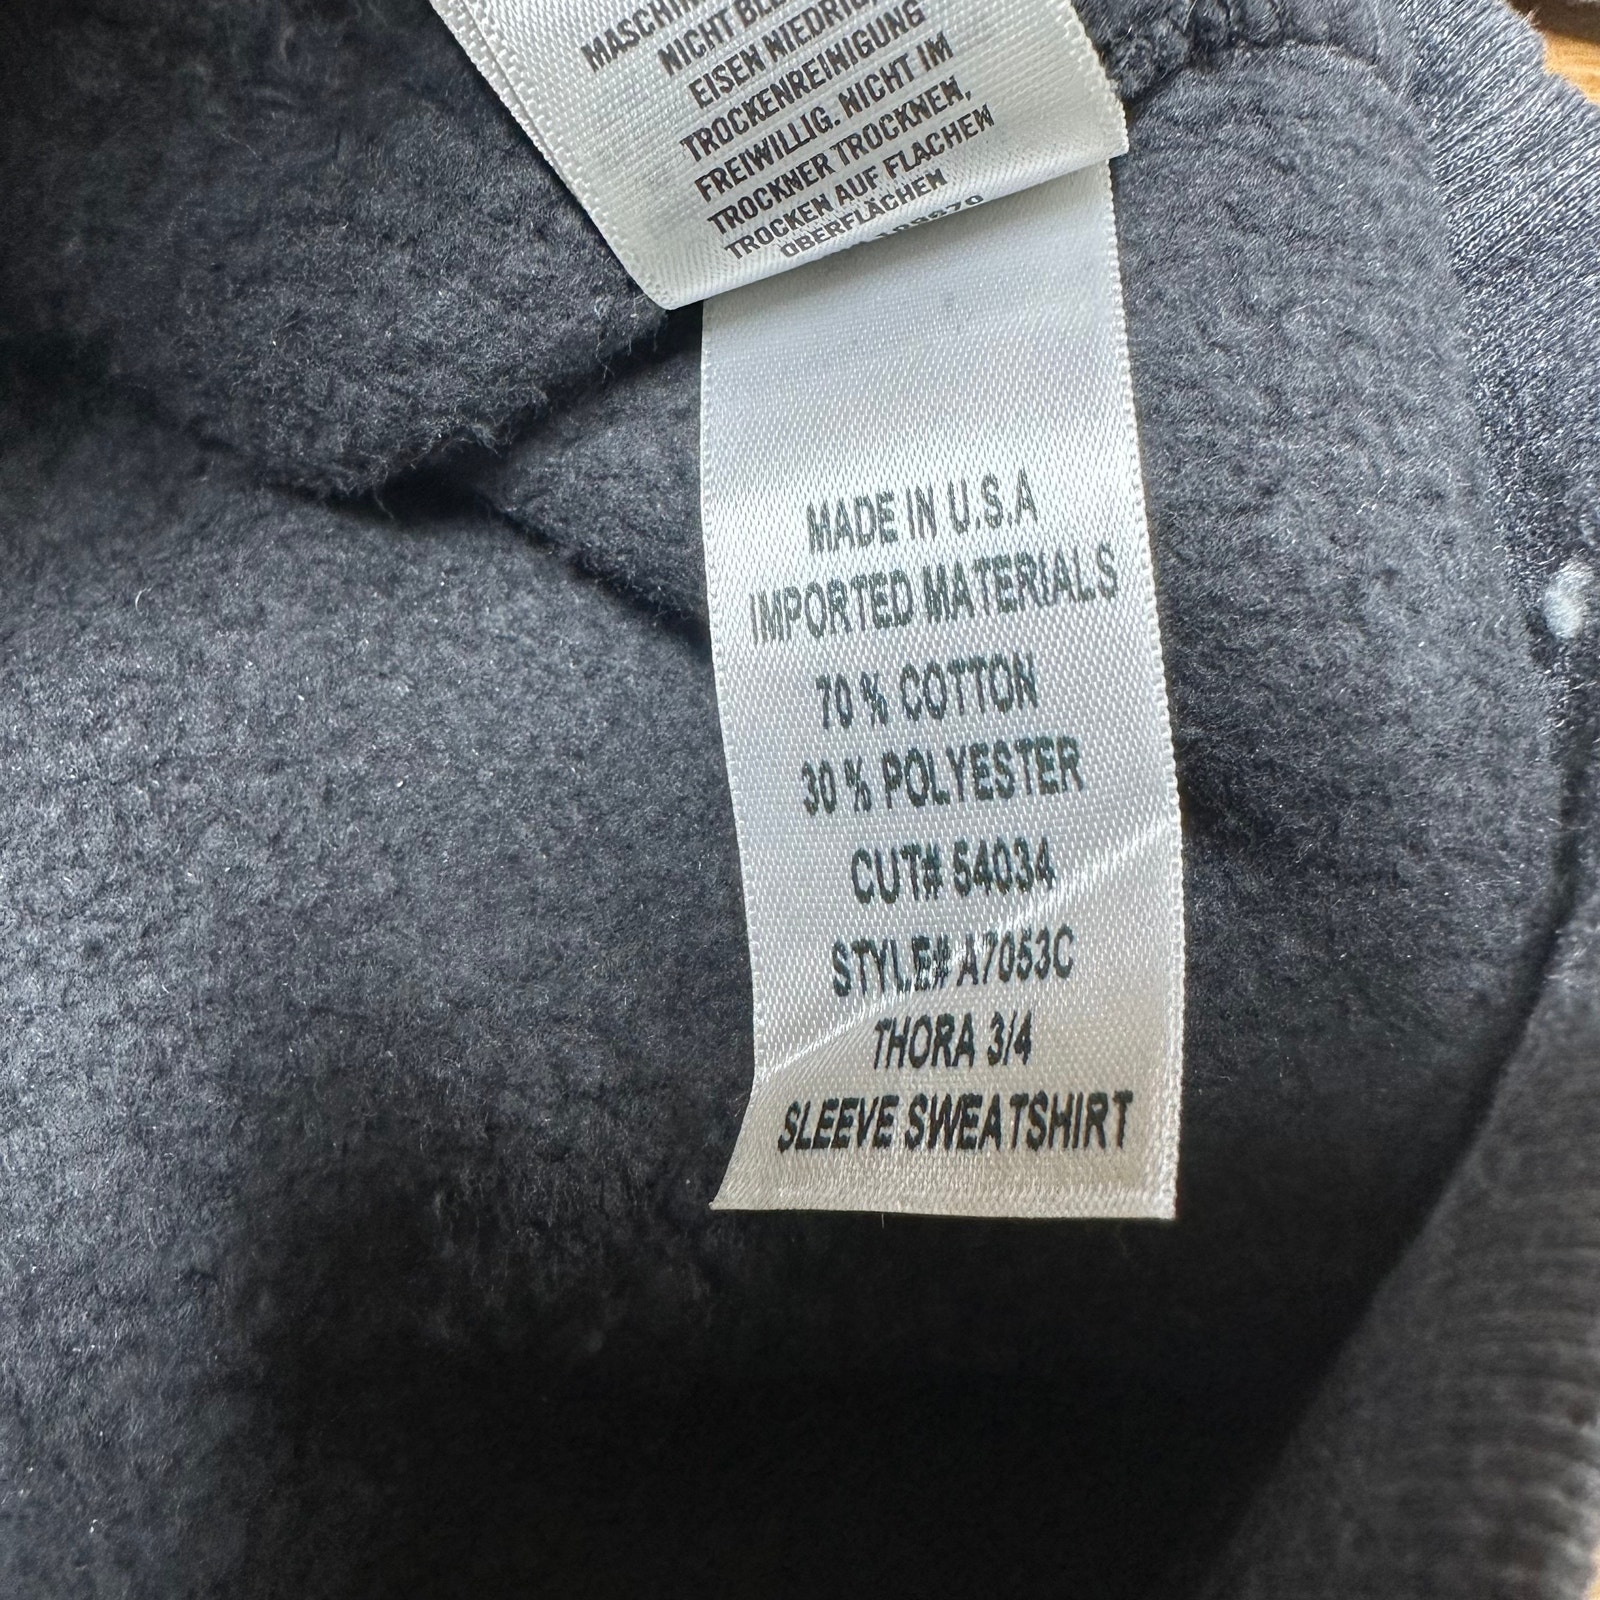 NICHT
EISEN NIEDRIG,
TROCKENREINIGUNG
FREIWILLIG. NICHT IM
TROCKNER TROCKNEN,
TROCKEN AUF FLACHEN
OBERFLÄCHEN
MADE IN U.S.A
IMPORTED MATERIALS
70 % COTTON
30 % POLYESTER
CUT# 54034
STYLE# A7053C
THORA 3/4
SLEEVE SWEATSHIRT